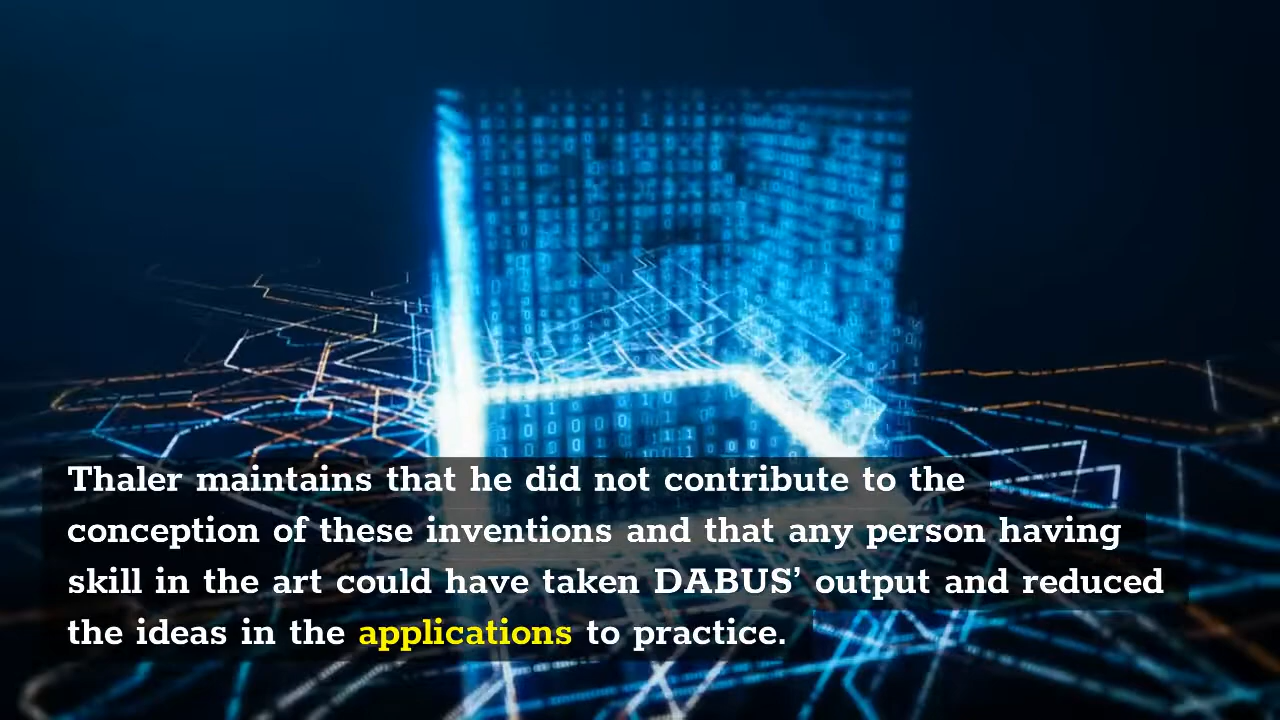 Thaler maintains that he did not contribute to the
conception of these inventions and that any person having
skill in the art could have taken DABUS’ output and reduced
the ideas in the applications to practice.